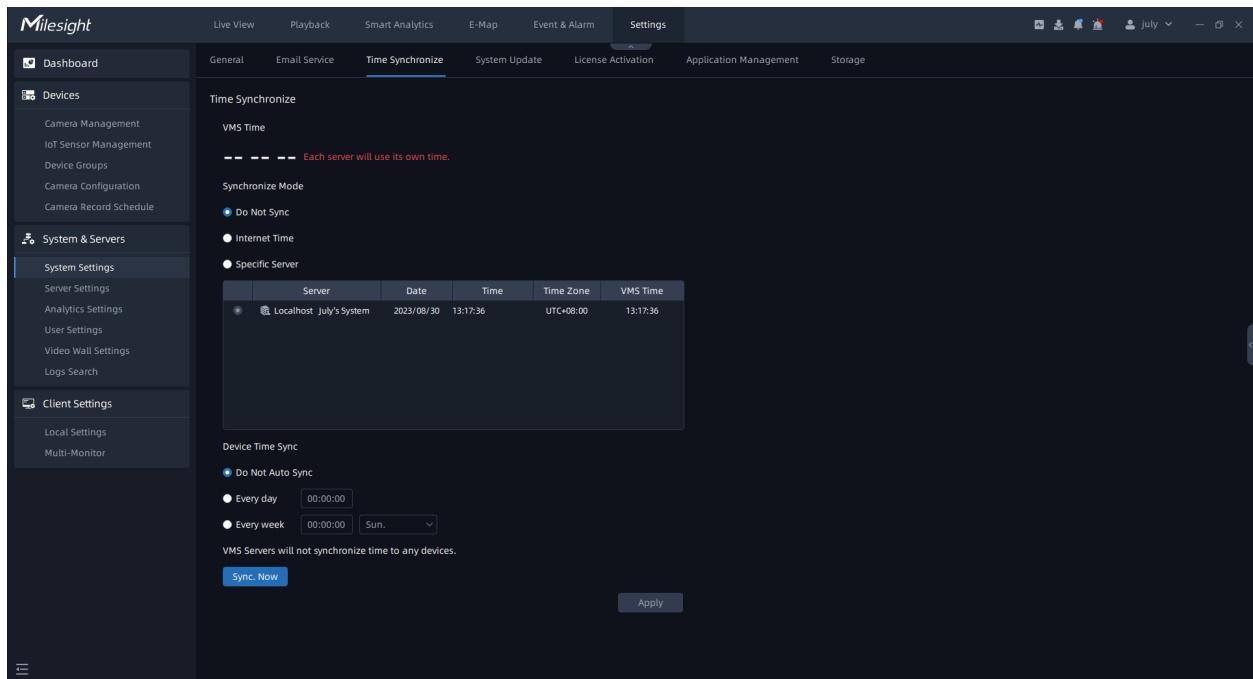 Milesight
Live View Playback Smart Analytics E-Map Event & Alarm Settings july
Dashboard
Devices
Camera Management
IoT Sensor Management
Device Groups
Camera Configuration
Camera Record Schedule
System & Servers
System Settings
Server Settings
Analytics Settings
User Settings
Video Wall Settings
Logs Search
Client Settings
Local Settings
Multi-Monitor
General Email Service Time Synchronize System Update License Activation Application Management Storage
Time Synchronize
VMS Time
-- -- -- Each server will use its own time.
Synchronize Mode
Do Not Sync
Internet Time
Specific Server
Server Date Time Time Zone VMS Time
Localhost July's System 2023/08/30 13:17:36 UTC+08:00 13:17:36
Device Time Sync
Do Not Auto Sync
Every day 00:00:00
Every week 00:00:00 Sun.
VMS Servers will not synchronize time to any devices.
Sync. Now
Apply